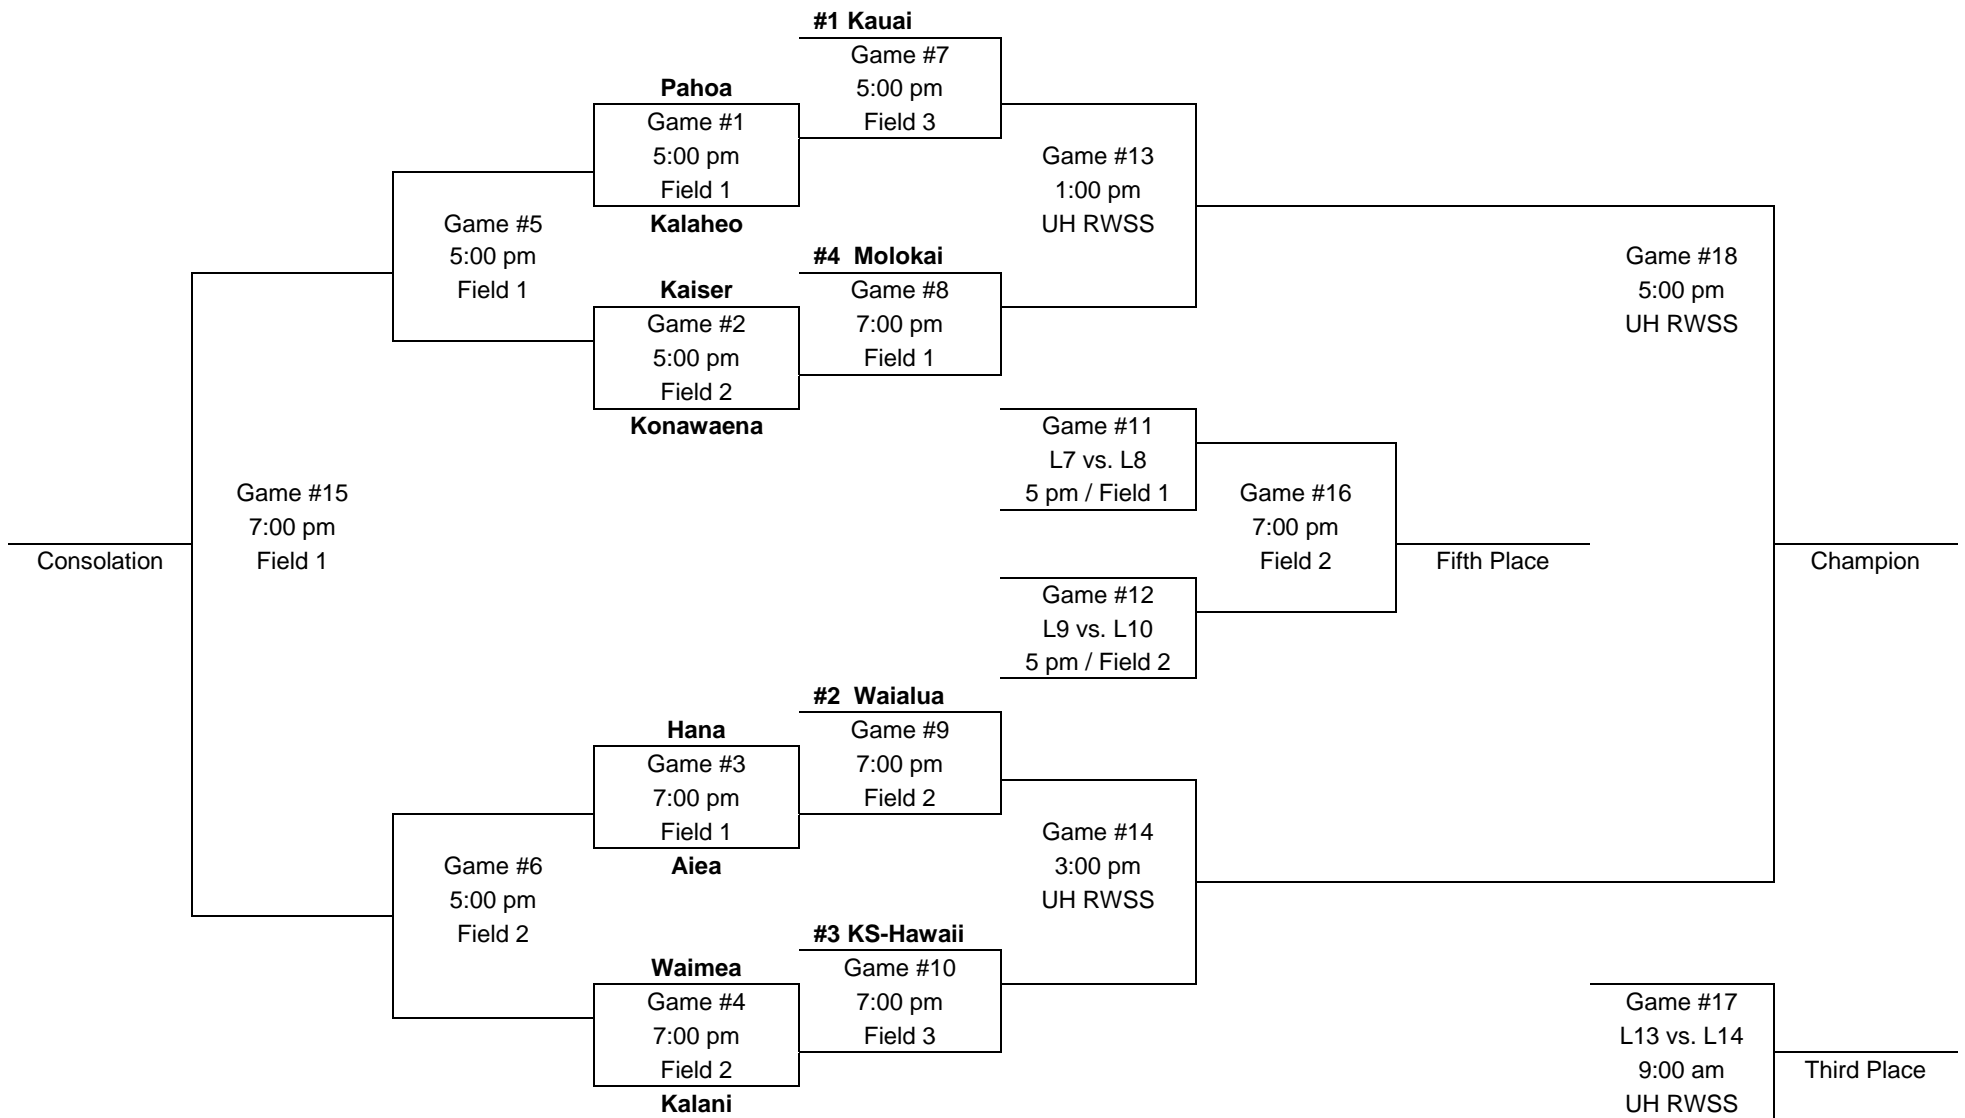 #1 Kauai
Game #7
5:00 pm
Field 3
Pahoa
Game #1
5:00 pm
Field 1
Kalaheo
Game #13
1:00 pm
UH RWSS
Game #5
5:00 pm
Field 1
#4  Molokai
Game #8
7:00 pm
Field 1
Kaiser
Game #2
5:00 pm
Field 2
Konawaena
Game #18
5:00 pm
UH RWSS
Game #11
L7 vs. L8
5 pm / Field 1
Game #15
7:00 pm
Field 1
Consolation
Game #16
7:00 pm
Field 2
Fifth Place
Champion
Game #12
L9 vs. L10
5 pm / Field 2
#2  Waialua
Game #9
7:00 pm
Field 2
Hana
Game #3
7:00 pm
Field 1
Aiea
Game #14
3:00 pm
UH RWSS
Game #6
5:00 pm
Field 2
#3 KS-Hawaii
Game #10
7:00 pm
Field 3
Waimea
Game #4
7:00 pm
Field 2
Kalani
Game #17
L13 vs. L14
9:00 am
UH RWSS
Third Place